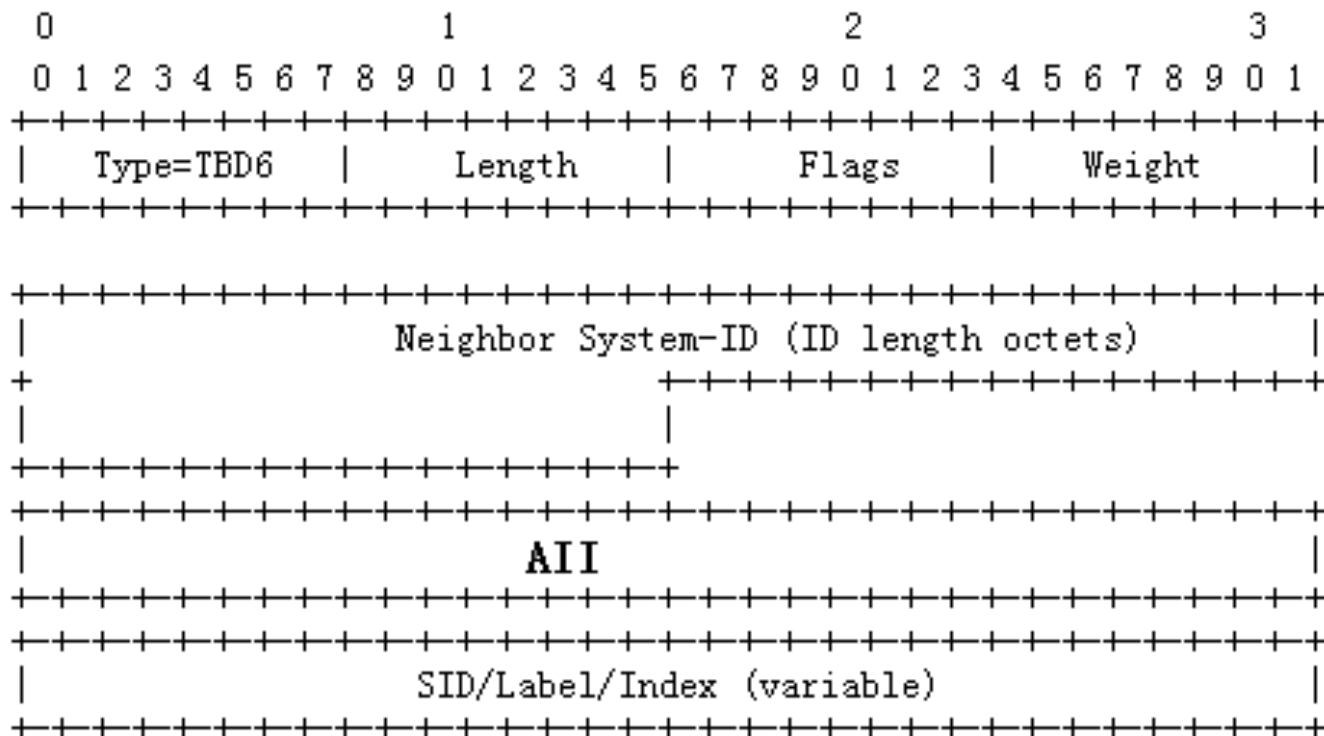 0                   1                   2                   3
0 1 2 3 4 5 6 7 8 9 0 1 2 3 4 5 6 7 8 9 0 1 2 3 4 5 6 7 8 9 0 1
+-+-+-+-+-+-+-+-+-+-+-+-+-+-+-+-+-+-+-+-+-+-+-+-+-+-+-+-+-+-+-+-+
|   Type=TBD6   |     Length    |      Flags    |    Weight     |
+-+-+-+-+-+-+-+-+-+-+-+-+-+-+-+-+-+-+-+-+-+-+-+-+-+-+-+-+-+-+-+-+
+-+-+-+-+-+-+-+-+-+-+-+-+-+-+-+-+-+-+-+-+-+-+-+-+-+-+-+-+-+-+-+-+
|                  Neighbor System-ID (ID length octets)         |
+                               +-+-+-+-+-+-+-+-+-+-+-+-+-+-+-+-+
|                               |
+-+-+-+-+-+-+-+-+-+-+-+-+-+-+-+-+
+-+-+-+-+-+-+-+-+-+-+-+-+-+-+-+-+-+-+-+-+-+-+-+-+-+-+-+-+-+-+-+-+
|                        AII                                    |
+-+-+-+-+-+-+-+-+-+-+-+-+-+-+-+-+-+-+-+-+-+-+-+-+-+-+-+-+-+-+-+-+
+-+-+-+-+-+-+-+-+-+-+-+-+-+-+-+-+-+-+-+-+-+-+-+-+-+-+-+-+-+-+-+-+
|                   SID/Label/Index (variable)                  |
+-+-+-+-+-+-+-+-+-+-+-+-+-+-+-+-+-+-+-+-+-+-+-+-+-+-+-+-+-+-+-+-+